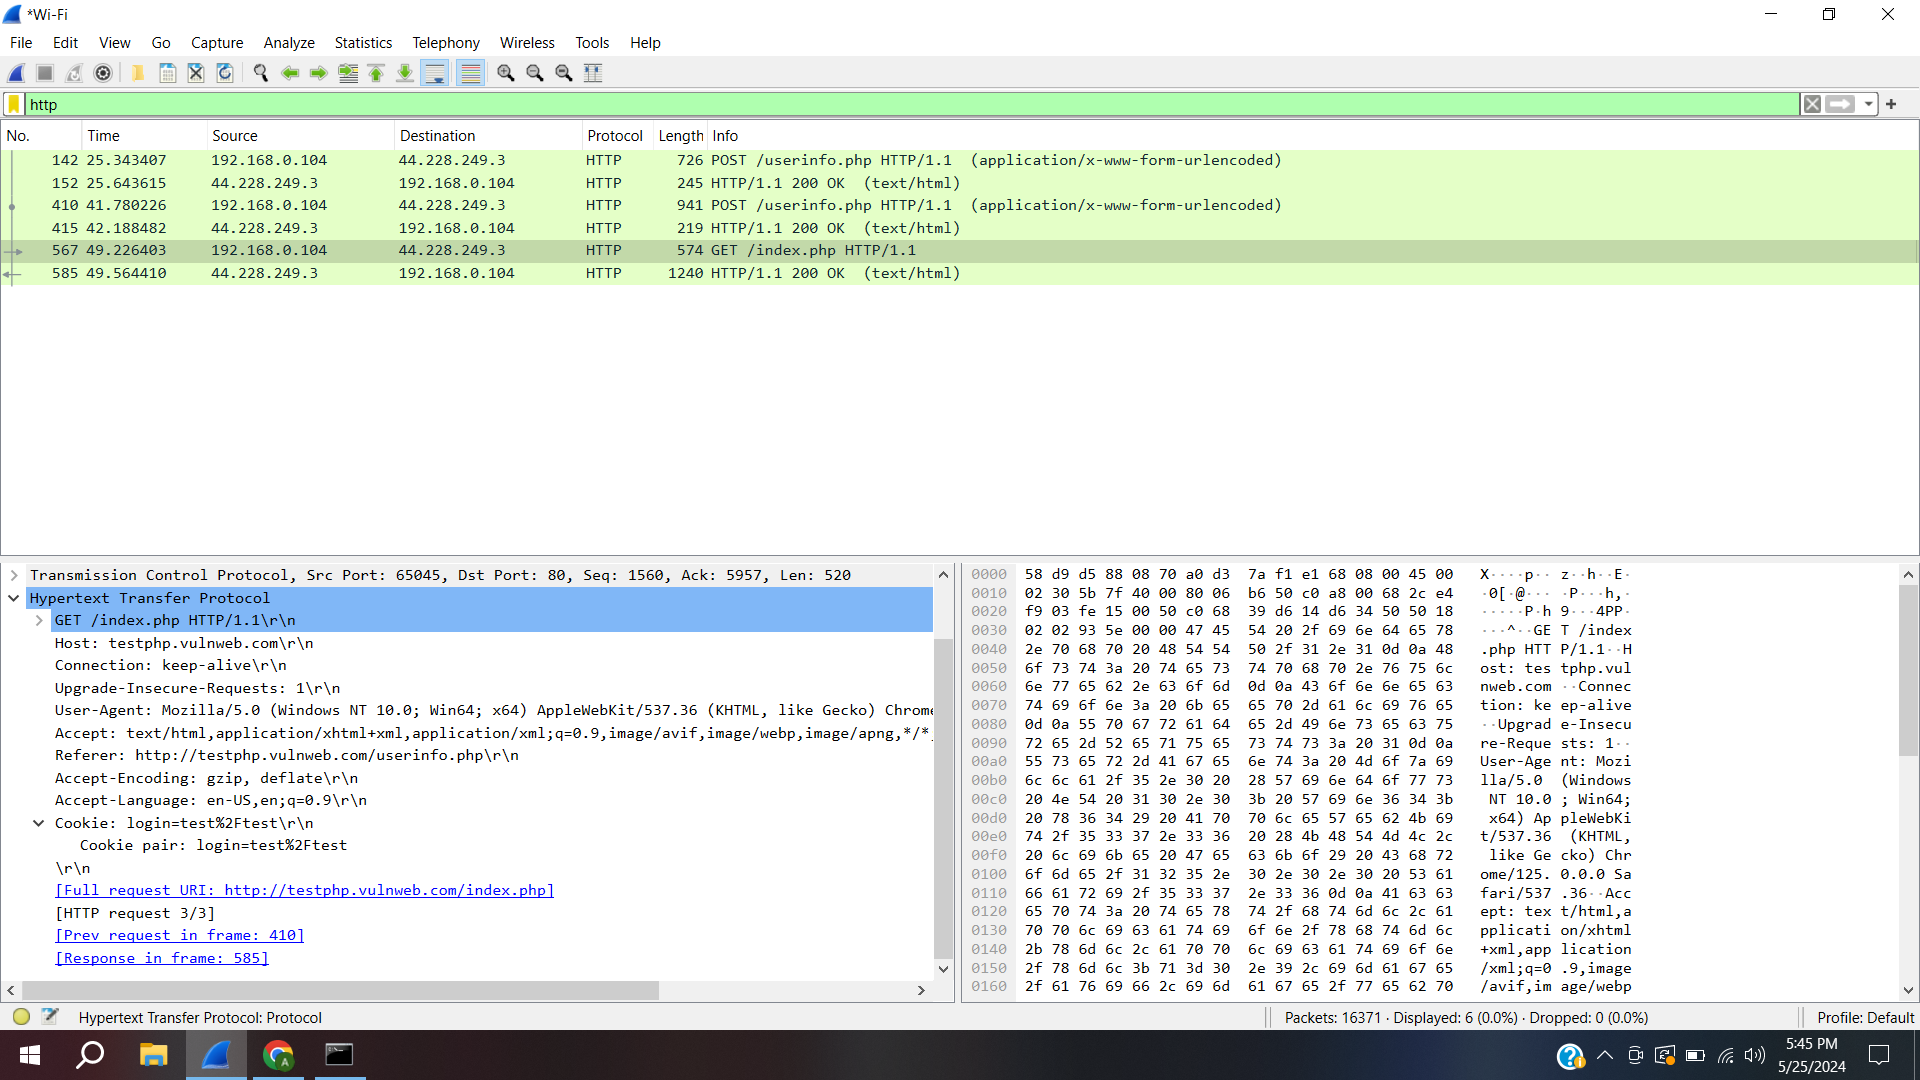 *Wi-Fi
File Edit View Go Capture Analyze Statistics Telephony Wireless Tools Help
http
No. Time Source Destination Protocol Length Info
142 25.343407 192.168.0.104 44.228.249.3 HTTP 726 POST /userinfo.php HTTP/1.1 (application/x-www-form-urlencoded)
152 25.643615 44.228.249.3 192.168.0.104 HTTP 245 HTTP/1.1 200 OK (text/html)
410 41.780226 192.168.0.104 44.228.249.3 HTTP 941 POST /userinfo.php HTTP/1.1 (application/x-www-form-urlencoded)
415 42.188482 44.228.249.3 192.168.0.104 HTTP 219 HTTP/1.1 200 OK (text/html)
567 49.226403 192.168.0.104 44.228.249.3 HTTP 574 GET /index.php HTTP/1.1
585 49.564410 44.228.249.3 192.168.0.104 HTTP 1240 HTTP/1.1 200 OK (text/html)
Transmission Control Protocol, Src Port: 65045, Dst Port: 80, Seq: 1560, Ack: 5957, Len: 520
Hypertext Transfer Protocol
GET /index.php HTTP/1.1\r\n
Host: testphp.vulnweb.com\r\n
Connection: keep-alive\r\n
Upgrade-Insecure-Requests: 1\r\n
User-Agent: Mozilla/5.0 (Windows NT 10.0; Win64; x64) AppleWebKit/537.36 (KHTML, like Gecko) Chrome
Accept: text/html,application/xhtml+xml,application/xml;q=0.9,image/avif,image/webp,image/apng,*/*
Referer: http://testphp.vulnweb.com/userinfo.php\r\n
Accept-Encoding: gzip, deflate\r\n
Accept-Language: en-US,en;q=0.9\r\n
Cookie: login=test%2Ftest\r\n
Cookie pair: login=test%2Ftest
\r\n
[Full request URI: http://testphp.vulnweb.com/index.php]
[HTTP request 3/3]
[Prev request in frame: 410]
[Response in frame: 585]
0000 58 d9 d5 88 08 70 a0 d3 7a f1 e1 68 08 00 45 00 X····p·· z··h··E·
0010 02 30 5b 7f 40 00 80 06 b6 50 c0 a8 00 68 2c e4 ·0[·@··· ·P···h,·
0020 f9 03 fe 15 00 50 c0 68 39 d6 14 d6 34 50 50 18 ·····P·h 9···4PP·
0030 02 02 93 5e 00 00 47 45 54 20 2f 69 6e 64 65 78 ···^··GE T /index
0040 2e 70 68 70 20 48 54 54 50 2f 31 2e 31 0d 0a 48 .php HTT P/1.1··H
0050 6f 73 74 3a 20 74 65 73 74 70 68 70 2e 76 75 6c ost: tes tphp.vul
0060 6e 77 65 62 2e 63 6f 6d 0d 0a 43 6f 6e 6e 65 63 nweb.com ··Connec
0070 74 69 6f 6e 3a 20 6b 65 65 70 2d 61 6c 69 76 65 tion: ke ep-alive
0080 0d 0a 55 70 67 72 61 64 65 2d 49 6e 73 65 63 75 ··Upgrad e-Insecu
0090 72 65 2d 52 65 71 75 65 73 74 73 3a 20 31 0d 0a re-Reque sts: 1··
00a0 55 73 65 72 2d 41 67 65 6e 74 3a 20 4d 6f 7a 69 User-Age nt: Mozi
00b0 6c 6c 61 2f 35 2e 30 20 28 57 69 6e 64 6f 77 73 lla/5.0 (Windows
00c0 20 4e 54 20 31 30 2e 30 3b 20 57 69 6e 36 34 3b NT 10.0 ; Win64;
00d0 20 78 36 34 29 20 41 70 70 6c 65 57 65 62 4b 69 x64) Ap pleWebKi
00e0 74 2f 35 33 37 2e 33 36 20 28 4b 48 54 4d 4c 2c t/537.36 (KHTML,
00f0 20 6c 69 6b 65 20 47 65 63 6b 6f 29 20 43 68 72 like Ge cko) Chr
0100 6f 6d 65 2f 31 32 35 2e 30 2e 30 2e 30 20 53 61 ome/125. 0.0.0 Sa
0110 66 61 72 69 2f 35 33 37 2e 33 36 0d 0a 41 63 63 fari/537 .36··Acc
0120 65 70 74 3a 20 74 65 78 74 2f 68 74 6d 6c 2c 61 ept: tex t/html,a
0130 70 70 6c 69 63 61 74 69 6f 6e 2f 78 68 74 6d 6c pplicati on/xhtml
0140 2b 78 6d 6c 2c 61 70 70 6c 69 63 61 74 69 6f 6e +xml,app lication
0150 2f 78 6d 6c 3b 71 3d 30 2e 39 2c 69 6d 61 67 65 /xml;q=0 .9,image
0160 2f 61 76 69 66 2c 69 6d 61 67 65 2f 77 65 62 70 /avif,im age/webp
Hypertext Transfer Protocol: Protocol
Packets: 16371 · Displayed: 6 (0.0%) · Dropped: 0 (0.0%)
Profile: Default
A
5:45 PM
5/25/2024